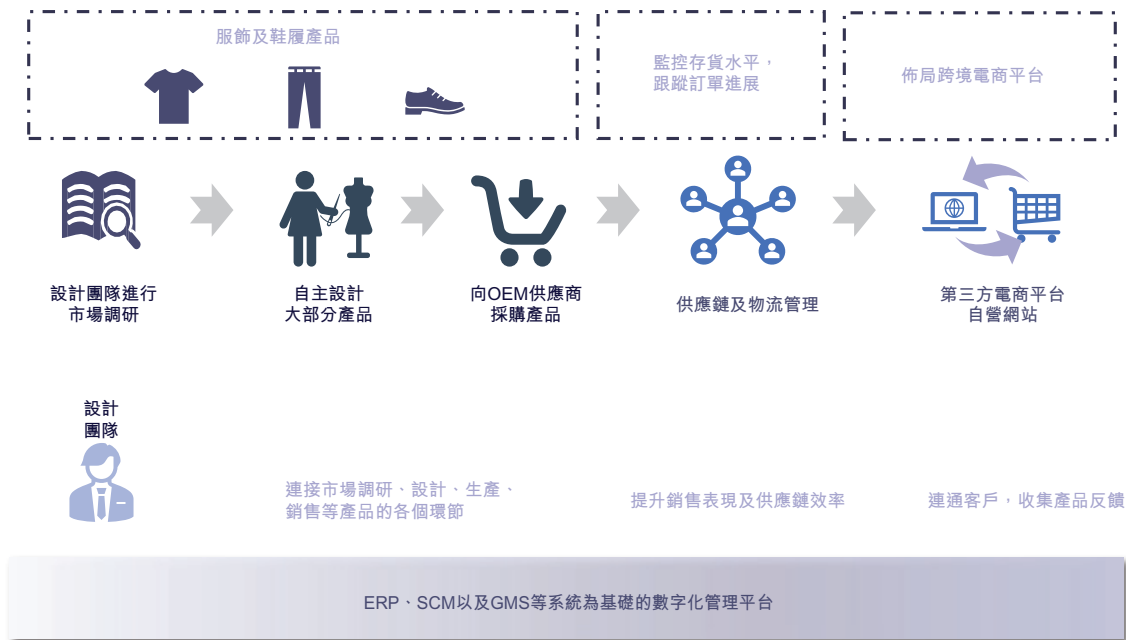 服飾及鞋履產品
監控存貨水平，
跟蹤訂單進展
佈局跨境電商平台
設計團隊進行
市場調研
自主設計
大部分產品
向OEM供應商
採購產品
供應鏈及物流管理
第三方電商平台
自營網站
設計
團隊
連接市場調研、設計、生產、
銷售等產品的各個環節
提升銷售表現及供應鏈效率
連通客戶，收集產品反饋
ERP、SCM以及GMS等系統為基礎的數字化管理平台